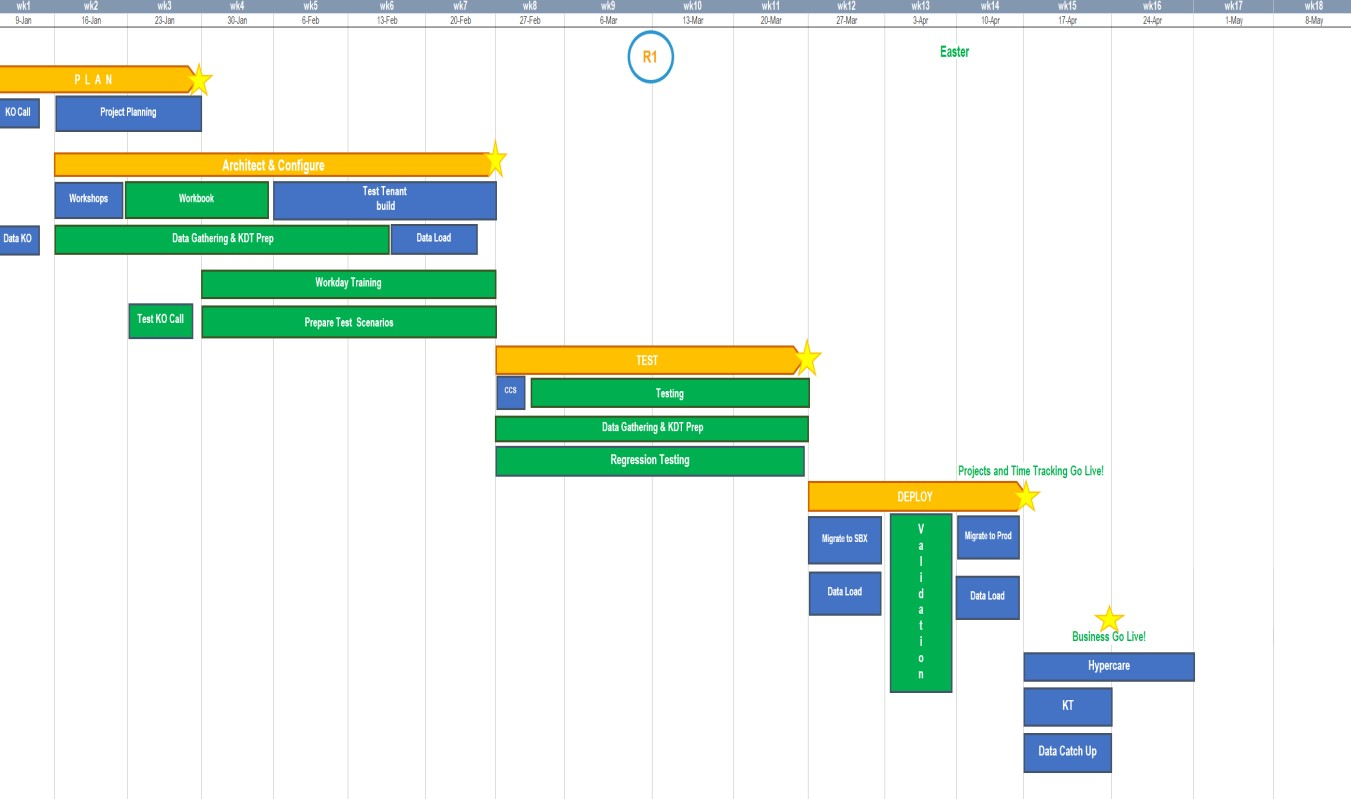 wk1 wk2 wk3 wk4 wk5 wk6 wk7 wk8 wk9 wk10 wk11 wk12 wk13 wk14 wk15 wk16 wk17 wk18
9-Jan 16-Jan 23-Jan 30-Jan 6-Feb 13-Feb 20-Feb 27-Feb 6-Mar 13-Mar 20-Mar 27-Mar 3-Apr 10-Apr 17-Apr 24-Apr 1-May 8-May
R1
Easter
P L A N
KO Call
Project Planning
Architect & Configure
Workshops
Workbook
Test Tenant
build
Data KO
Data Gathering & KDT Prep
Data Load
Workday Training
Test KO Call
Prepare Test Scenarios
TEST
CCS
Testing
Data Gathering & KDT Prep
Regression Testing
Projects and Time Tracking Go Live!
DEPLOY
Migrate to SBX
V
a
l
i
d
a
t
i
o
n
Migrate to Prod
Data Load
Data Load
Business Go Live!
Hypercare
KT
Data Catch Up